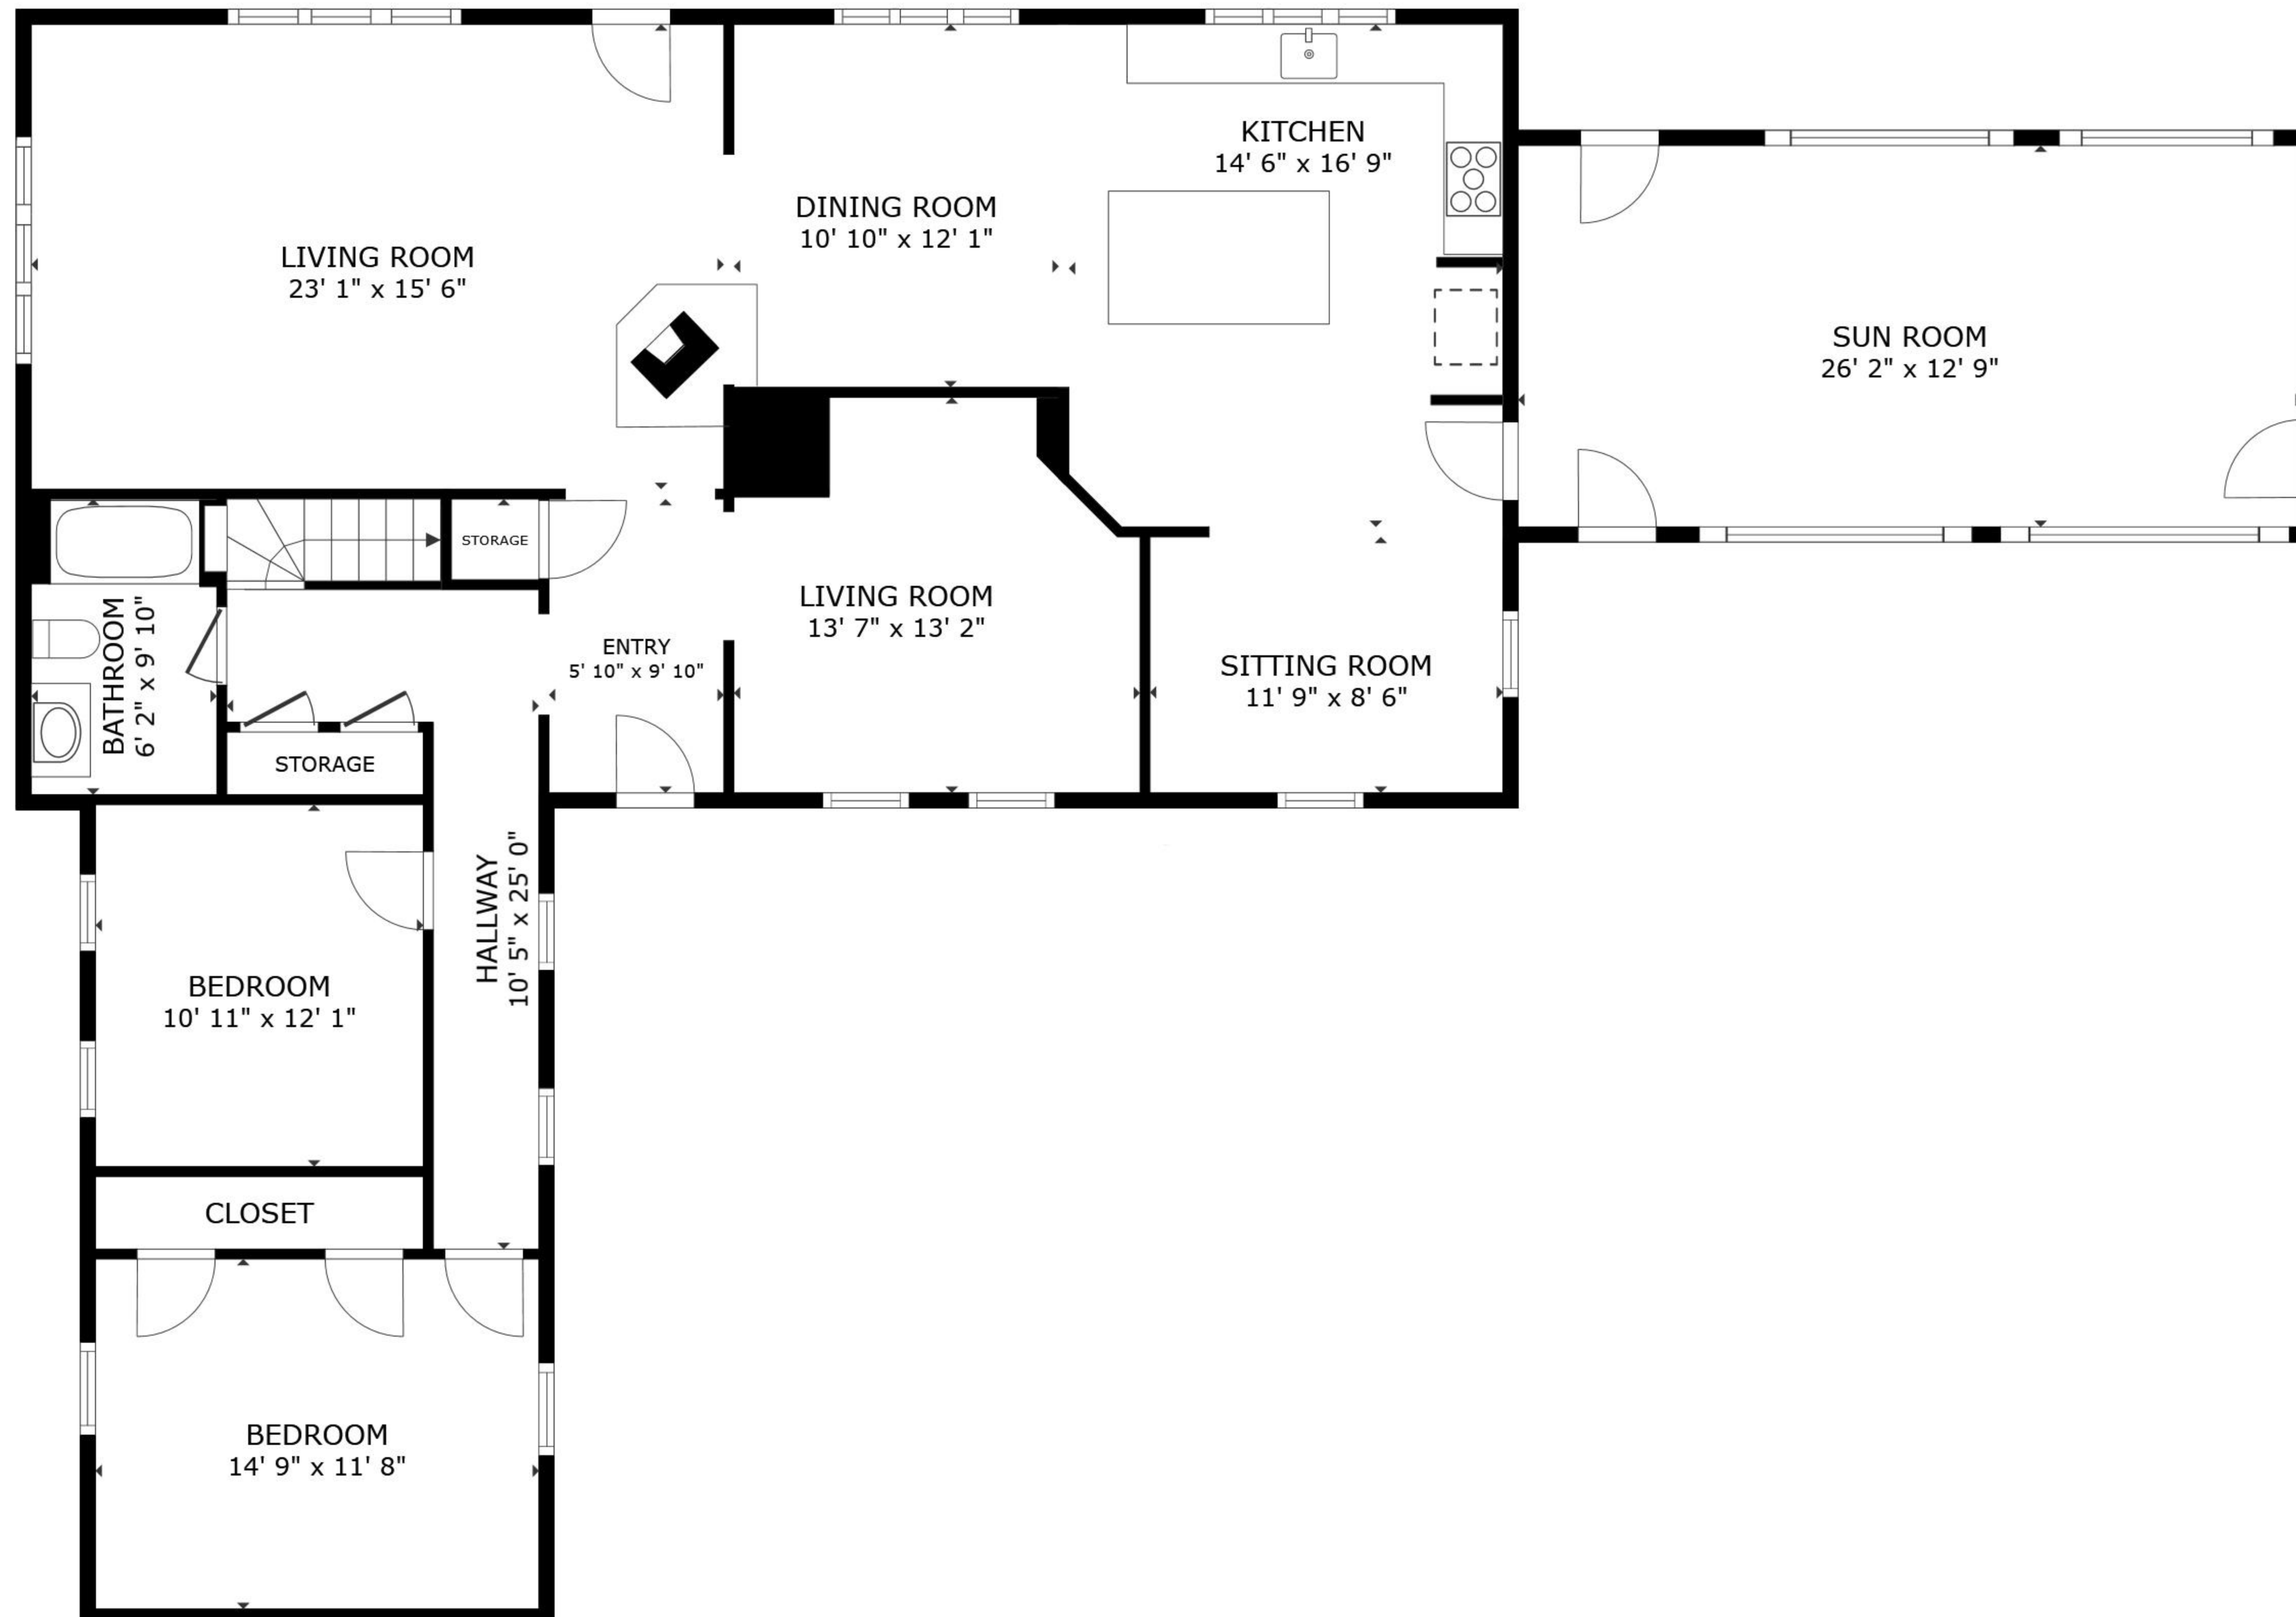 KITCHEN
14' 6" x 16' 9"
DINING ROOM
10' 10" x 12' 1"
LIVING ROOM
23' 1" x 15' 6"
SUN ROOM
26' 2" x 12' 9"
STORAGE
LIVING ROOM
13' 7" x 13' 2"
BATHROOM
6' 2" x 9' 10"
ENTRY
5' 10" x 9' 10"
SITTING ROOM
11' 9" x 8' 6"
STORAGE
HALLWAY
10' 5" x 25' 0"
BEDROOM
10' 11" x 12' 1"
CLOSET
BEDROOM
14' 9" x 11' 8"